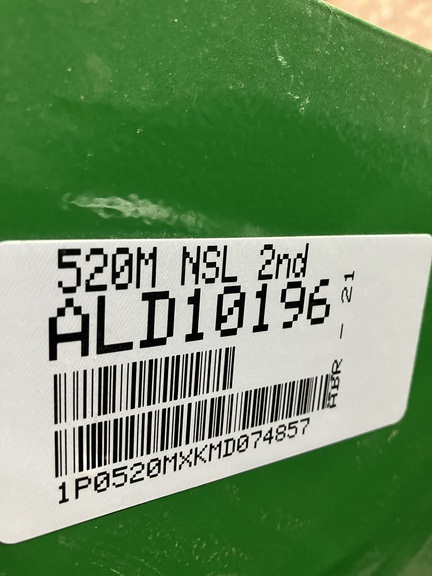 520M NSL 2nd
ALD10196
ABR - 21
1P0520MXKMD074857